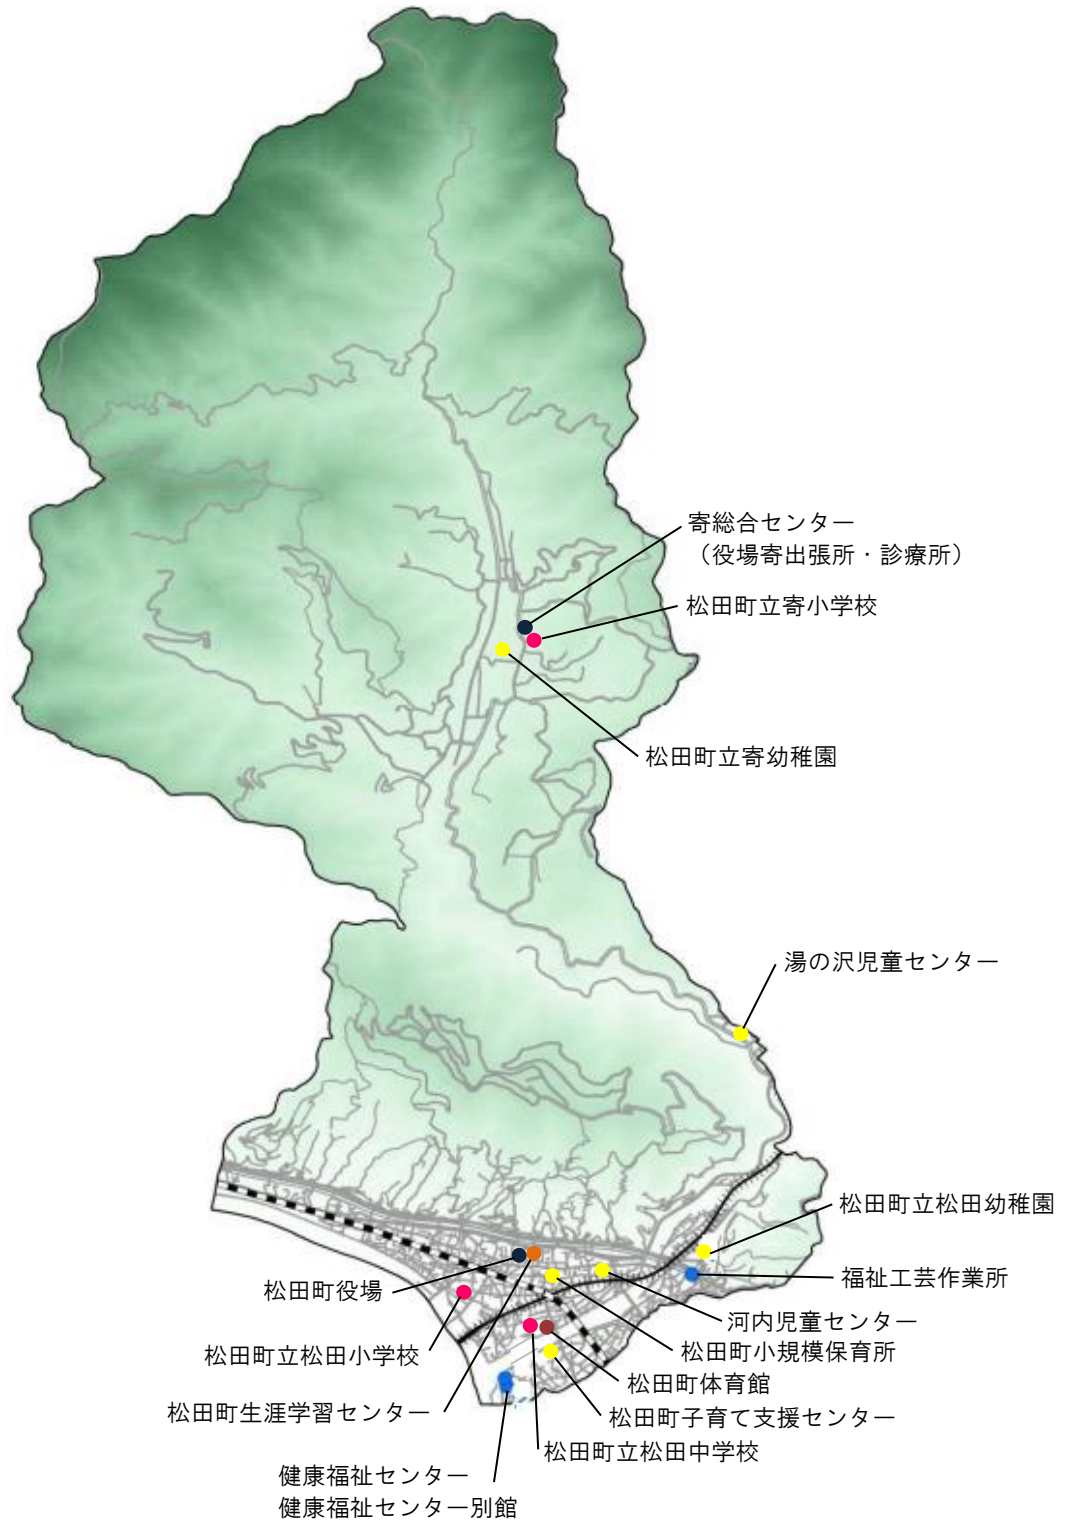 寄総合センター
（役場寄出張所・診療所）
松田町立寄小学校
松田町立寄幼稚園
湯の沢児童センター
松田町立松田幼稚園
福祉工芸作業所
松田町役場
河内児童センター
松田町小規模保育所
松田町立松田小学校
松田町体育館
松田町生涯学習センター
松田町子育て支援センター
松田町立松田中学校
健康福祉センター
健康福祉センター別館